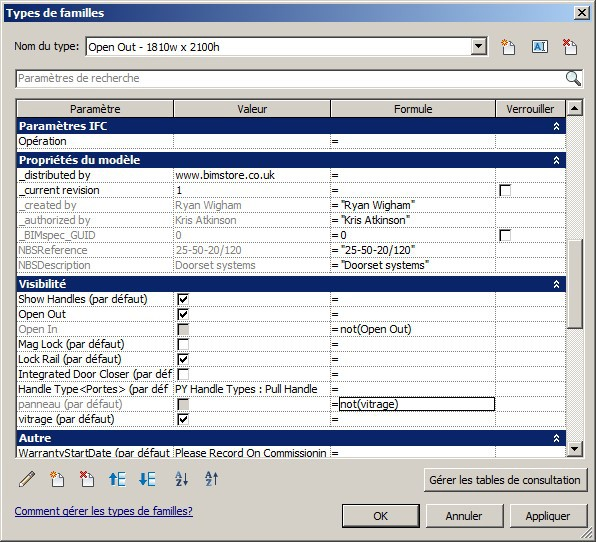 Types de familles
Nom du type: Open Out - 1810w x 2100h
Paramètres de recherche
Paramètre Valeur Formule Verrouiller
Paramètres IFC
Opération =
Propriétés du modèle
_distributed by www.bimstore.co.uk =
_current revision 1 =
_created by Ryan Wigham = "Ryan Wigham"
_authorized by Kris Atkinson = "Kris Atkinson"
_BIMspec_GUID 0 = 0
NBSReference 25-50-20/120 = "25-50-20/120"
NBSDescription Doorset systems = "Doorset systems"
Visibilité
Show Handles (par défaut) =
Open Out =
Open In = not(Open Out)
Mag Lock (par défaut) =
Lock Rail (par défaut) =
Integrated Door Closer (par déf =
Handle Type<Portes> (par déf PY Handle Types : Pull Handle =
panneau (par défaut) = not(vitrage)
vitrage (par défaut) =
Autre
WarrantyStartDate (par défaut Please Record On Commissionin =
Gérer les tables de consultation
Comment gérer les types de familles?
OK Annuler Appliquer